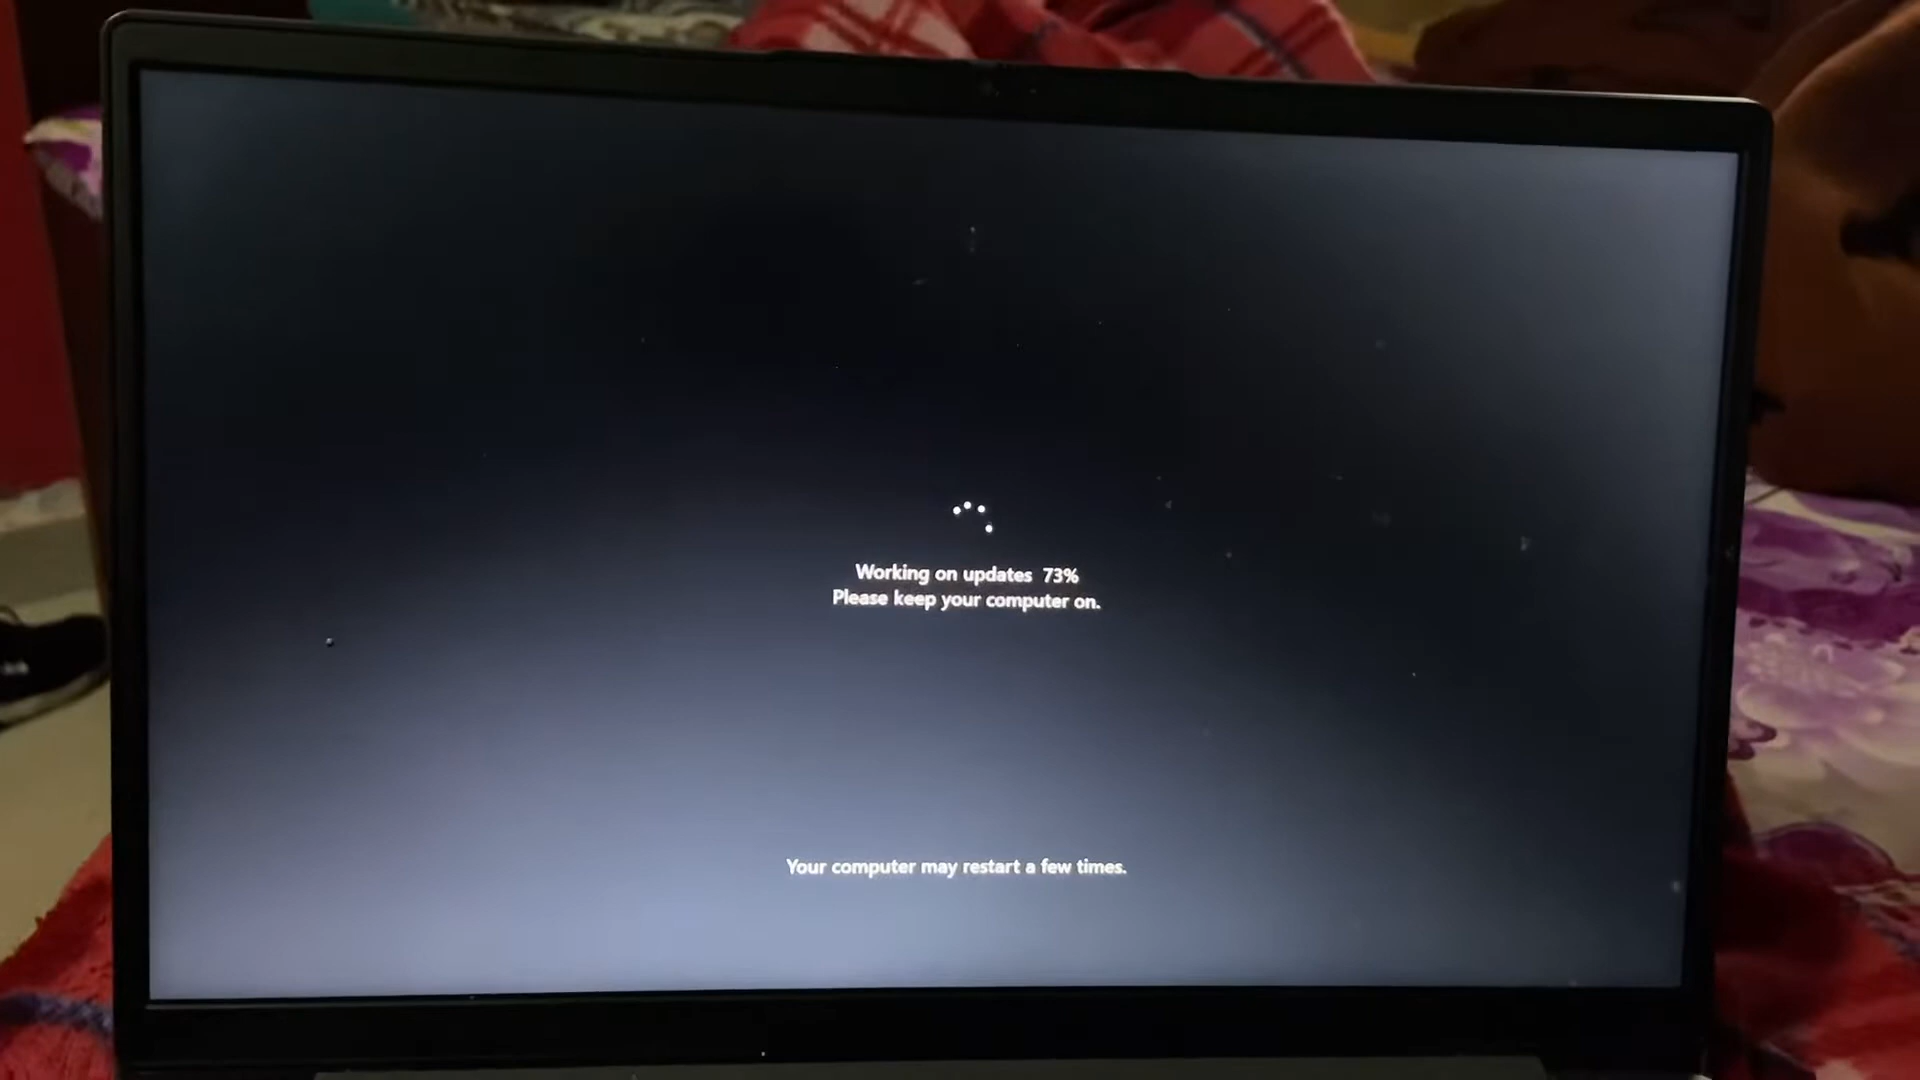 Working on updates 73%
Please keep your computer on.
Your computer may restart a few times.